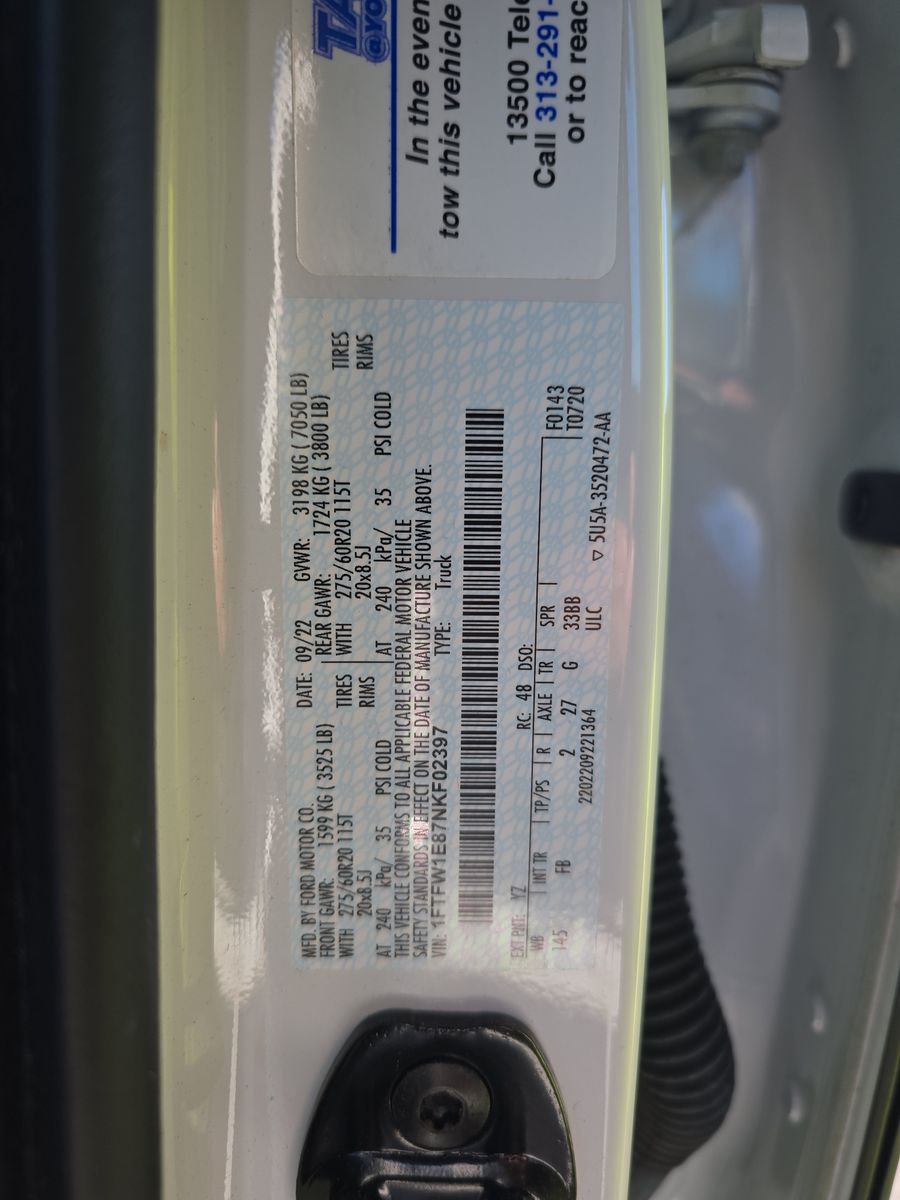 MFD. BY FORD MOTOR CO.
DATE: 09/22 GVWR: 3198 KG ( 7050 LB)
FRONT GAWR: 1599 KG ( 3525 LB)
REAR GAWR: 1724 KG ( 3800 LB)
WITH 275/60R20 115T TIRES
WITH 275/60R20 115T TIRES
20x8.5J RIMS
20x8.5J RIMS
AT 240 kPa/ 35 PSI COLD
AT 240 kPa/ 35 PSI COLD
THIS VEHICLE CONFORMS TO ALL APPLICABLE FEDERAL MOTOR VEHICLE
SAFETY STANDARDS IN EFFECT ON THE DATE OF MANUFACTURE SHOWN ABOVE.
VIN: 1FTFW1E87NKF02397 TYPE: Truck
EXT PNT: YZ RC: 48 DSO:
WB INT TR TP/PS R AXLE TR SPR F0143
145 FB 2 27 G 33BB T0720
2202209221364 ULC
▽ 5U5A-3520472-AA
@YO
In the even
tow this vehicle
13500 Tele
Call 313-291-
or to reac